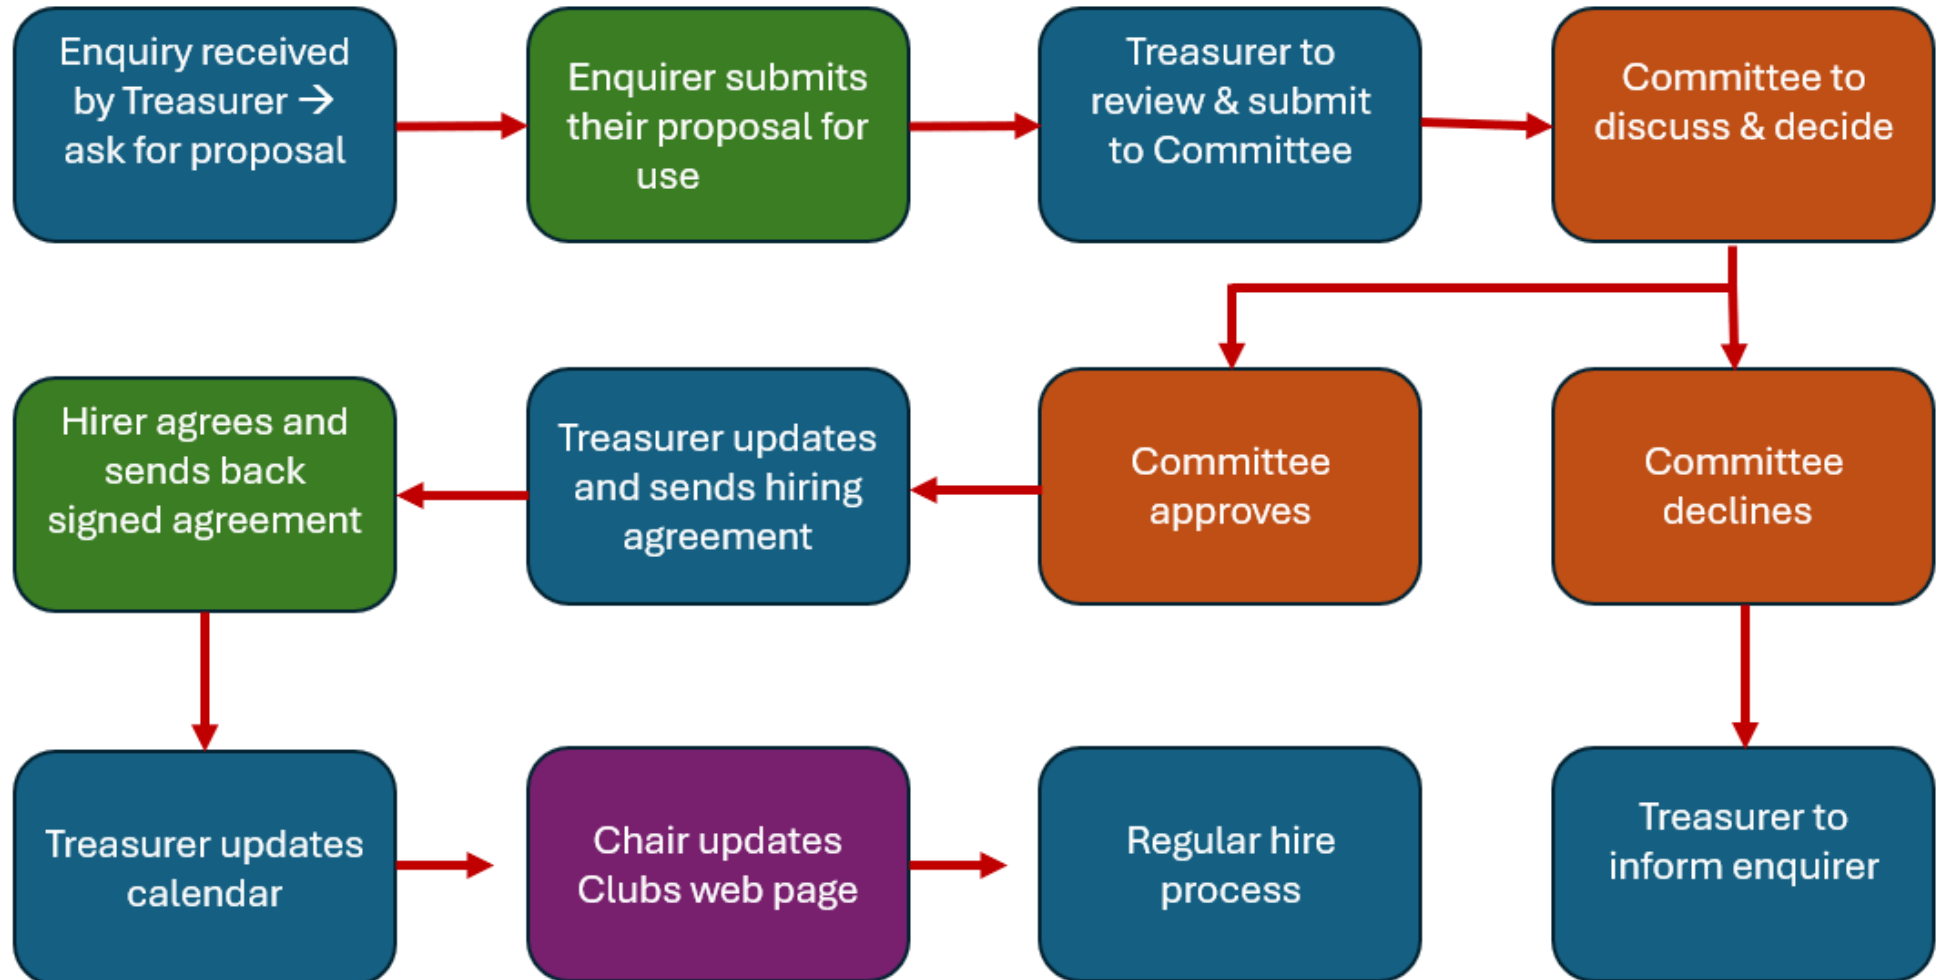 Enquiry received
by Treasurer →
ask for proposal
Enquirer submits
their proposal for
use
Treasurer to
review & submit
to Committee
Committee to
discuss & decide
Hirer agrees and
sends back
signed agreement
Treasurer updates
and sends hiring
agreement
Committee
approves
Committee
declines
Treasurer updates
calendar
Chair updates
Clubs web page
Regular hire
process
Treasurer to
inform enquirer